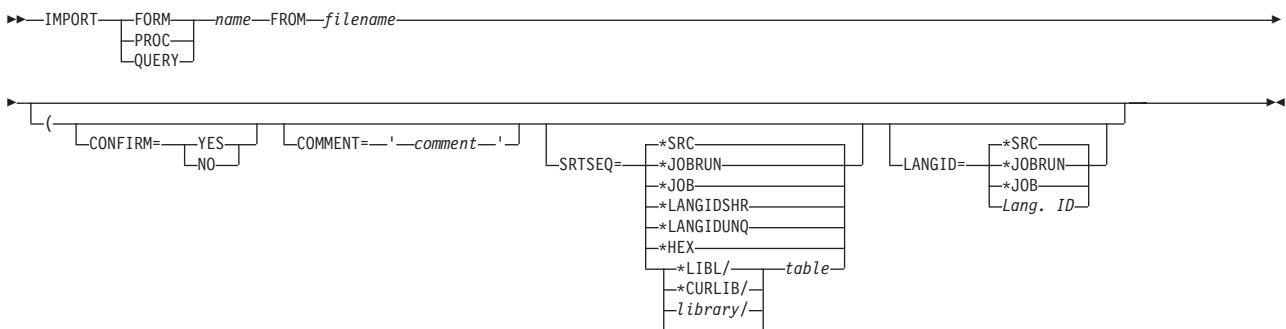 IMPORT FORM name FROM filename
PROC
QUERY
(
CONFIRM= YES COMMENT= ' comment ' SRTSEQ= *SRC LANGID= *SRC
NO *JOBRUN *JOBRUN
*JOB *JOB
*LANGIDSHR Lang. ID
*LANGIDUNQ
*HEX
*LIBL/ table
*CURLIB/
library/